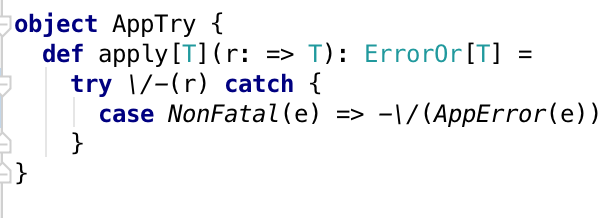 object AppTry {
  def apply[T](r: => T): ErrorOr[T] =
    try \/-(r) catch {
      case NonFatal(e) => -\/(AppError(e))
    }
}